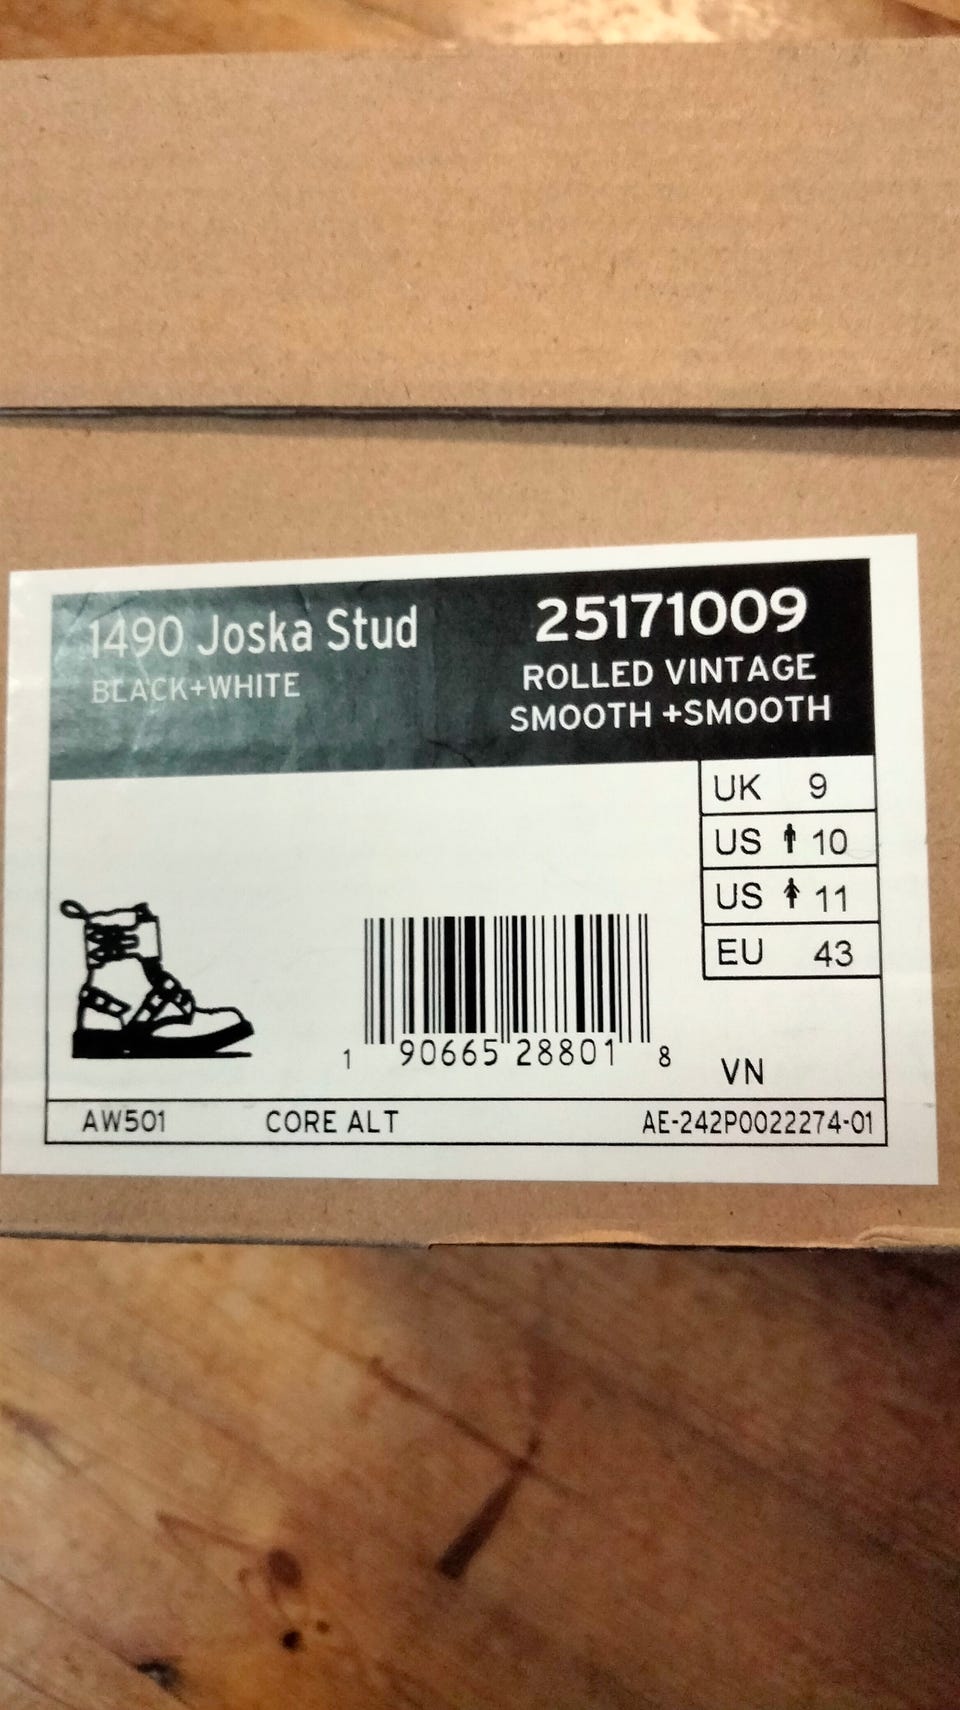 1490 Joska Stud
BLACK+WHITE
25171009
ROLLED VINTAGE
SMOOTH +SMOOTH
UK 9
US 10
US 11
EU 43
1 90665 28801 8
VN
AW501 CORE ALT AE-242P0022274-01